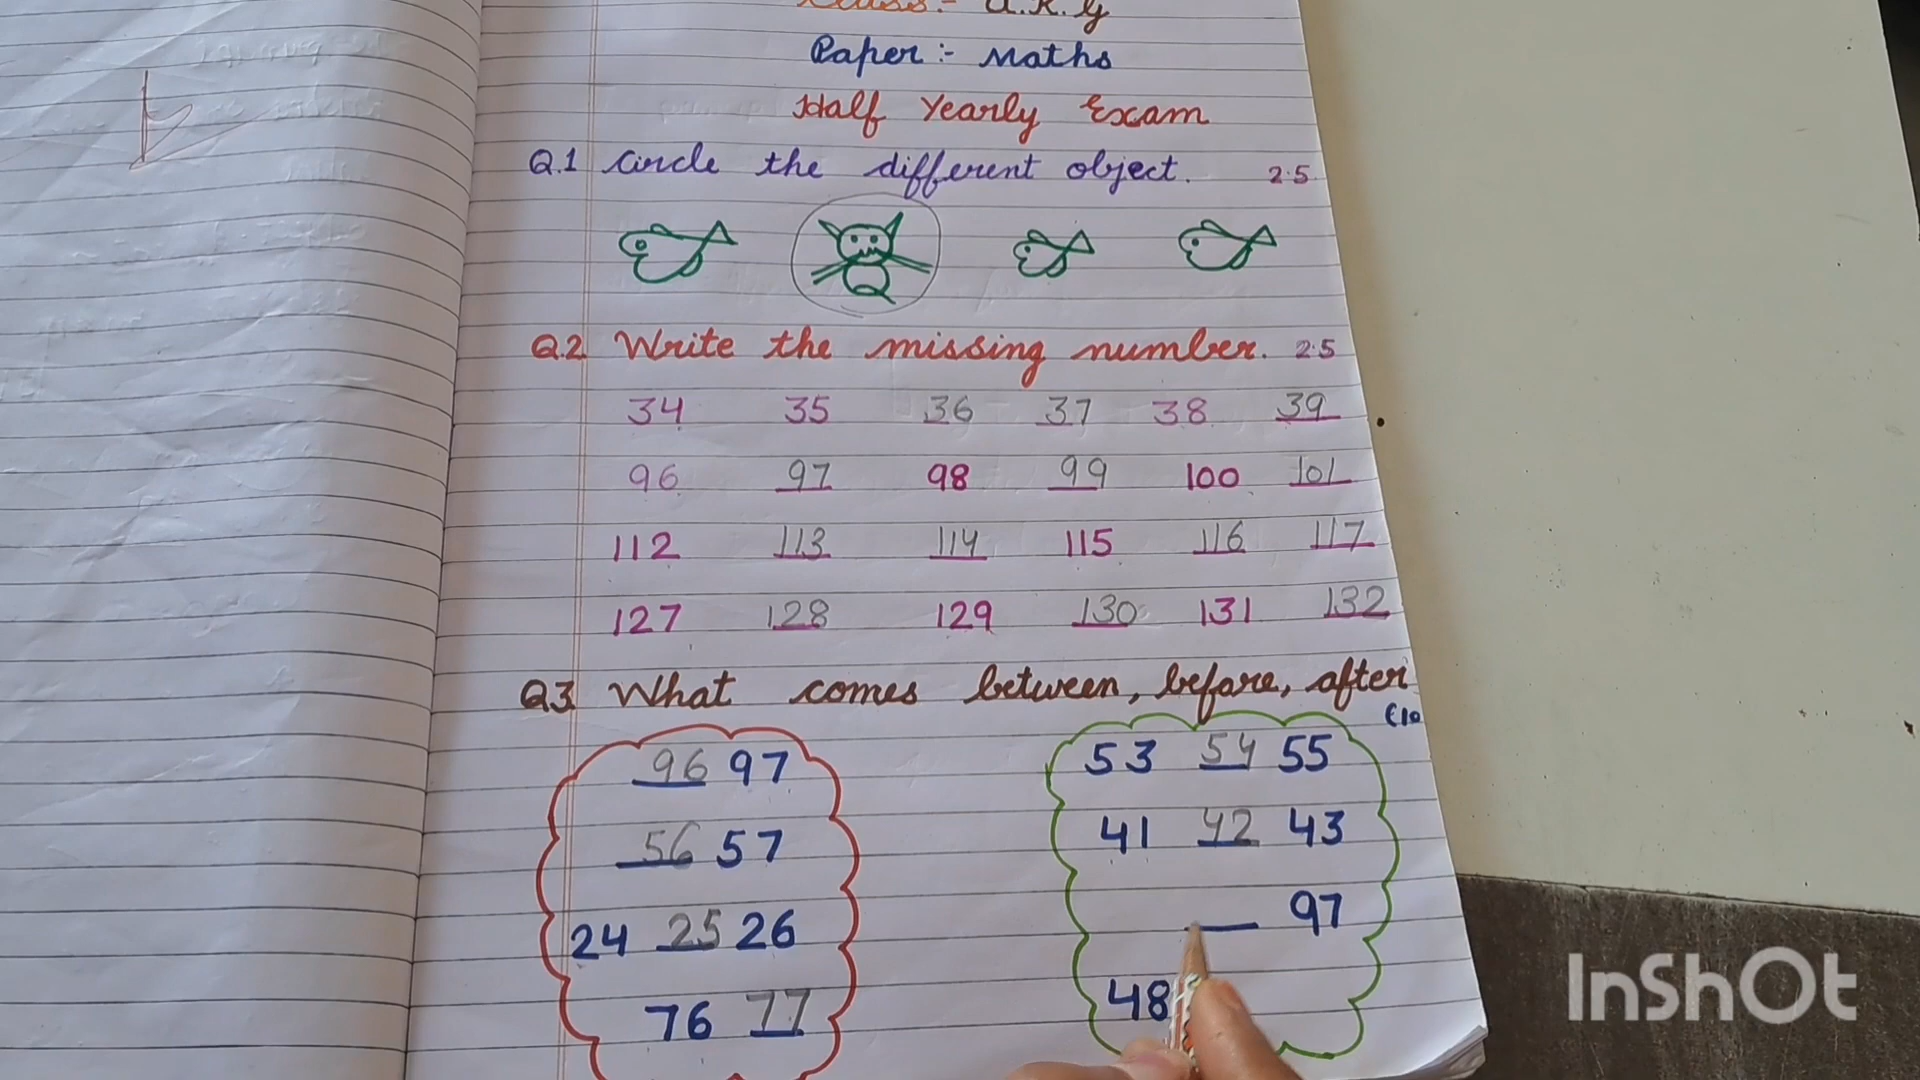 Class:- U.K.G
Paper:- Maths
Half Yearly Exam
Q.1 Circle the different object. 2.5
Q.2 Write the missing number. 2.5
34 35 36 37 38 39
96 97 98 99 100 101
112 113 114 115 116 117
127 128 129 130 131 132
Q3. What comes between, before, after
(10
96 97 53 54 55
56 57 41 42 43
24 25 26 __ 97
76 77 48
InShOt